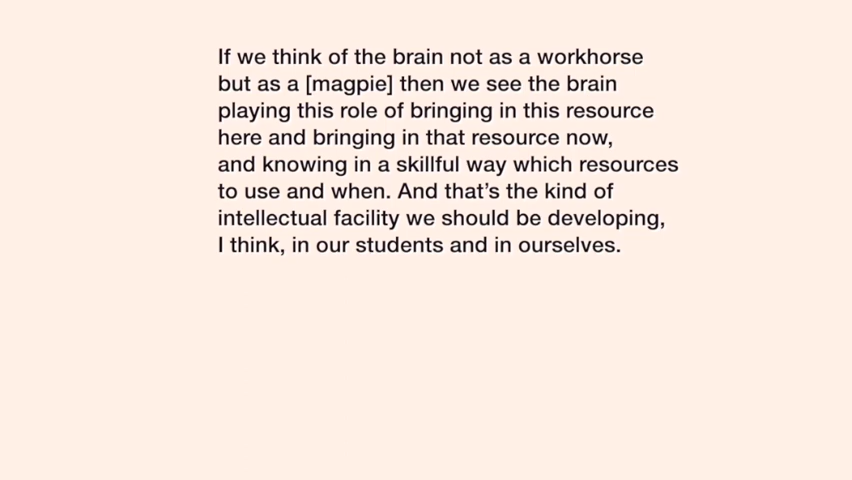 If we think of the brain not as a workhorse
but as a [magpie] then we see the brain
playing this role of bringing in this resource
here and bringing in that resource now,
and knowing in a skillful way which resources
to use and when. And that’s the kind of
intellectual facility we should be developing,
I think, in our students and in ourselves.